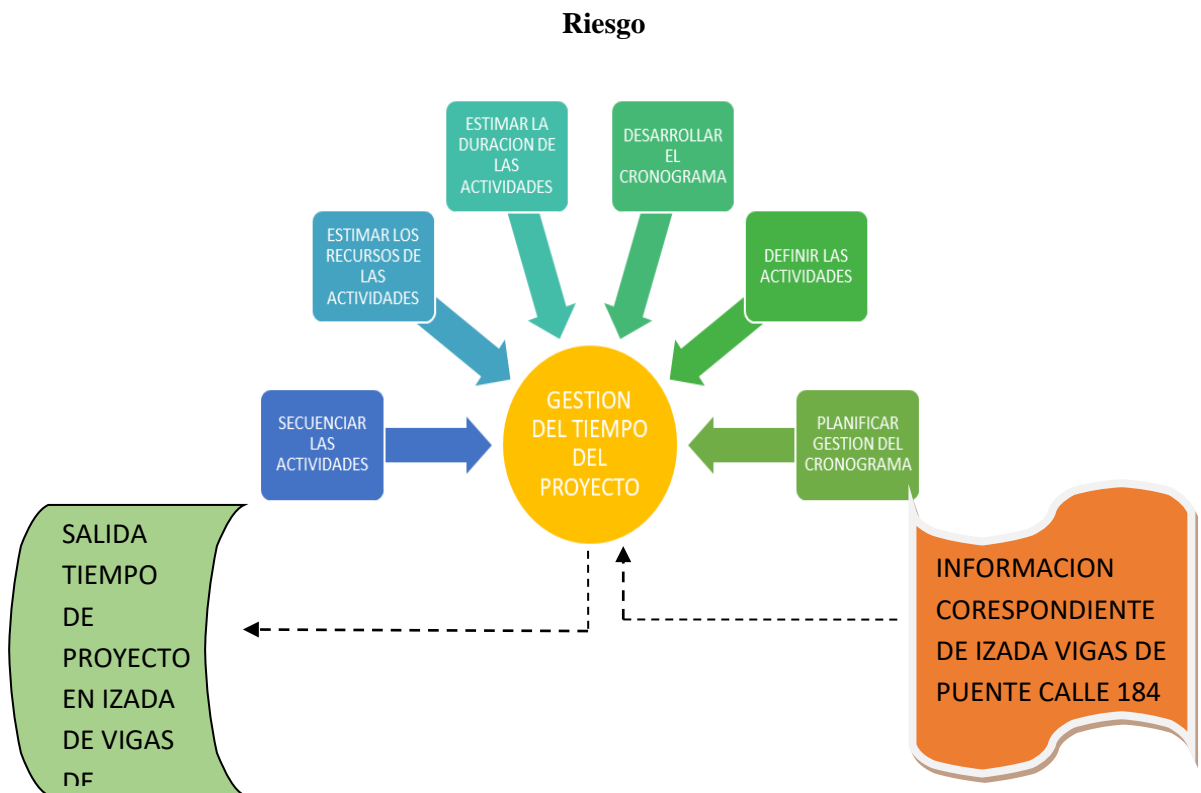 Riesgo
ESTIMAR LA
DURACION DE
LAS
ACTIVIDADES
DESARROLLAR
EL
CRONOGRAMA
ESTIMAR LOS
RECURSOS DE
LAS
ACTIVIDADES
DEFINIR LAS
ACTIVIDADES
SECUENCIAR
LAS
ACTIVIDADES
GESTION
DEL TIEMPO
DEL
PROYECTO
PLANIFICAR
GESTION DEL
CRONOGRAMA
SALIDA
TIEMPO
DE
PROYECTO
EN IZADA
DE VIGAS
DE
INFORMACION
CORESPONDIENTE
DE IZADA VIGAS DE
PUENTE CALLE 184